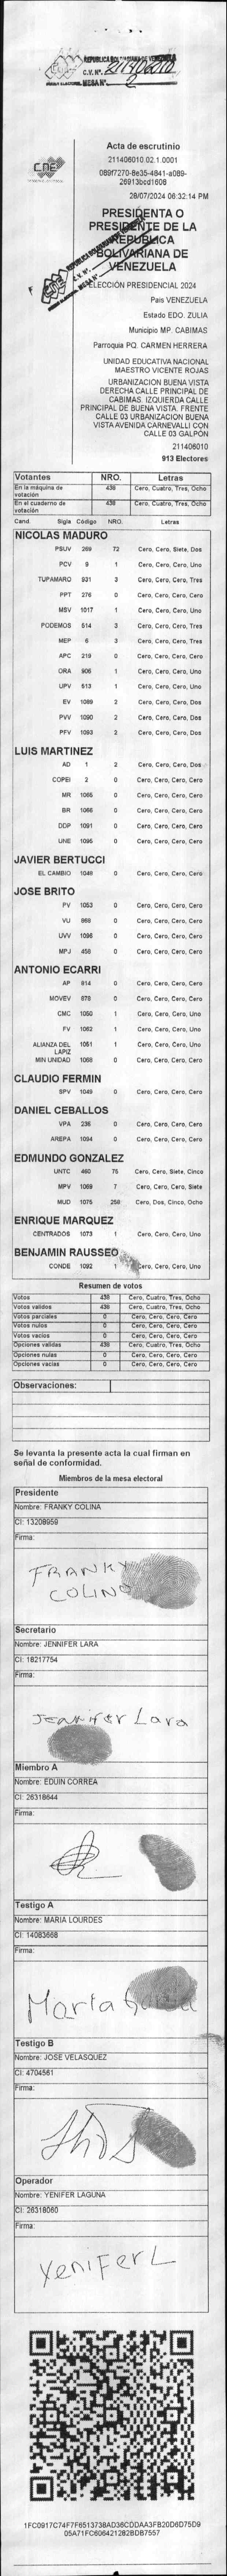 REPÚBLICA BOLIVARIANA DE VENEZUELA
C.V. N°. 211406010
MESA N°.
CNE
Acta de escrutinio
211406010.02.1.0001
089f7270-8e35-4841-a089-
26913bcd1608
28/07/2024 06:32:14 PM
PRESIDENTA O
PRESIDENTE DE LA
REPÚBLICA
BOLIVARIANA DE
VENEZUELA
ELECCIÓN PRESIDENCIAL 2024
País VENEZUELA
Estado EDO. ZULIA
Municipio MP. CABIMAS
Parroquia PQ. CARMEN HERRERA
UNIDAD EDUCATIVA NACIONAL
MAESTRO VICENTE ROJAS
URBANIZACION BUENA VISTA
DERECHA CALLE PRINCIPAL DE
CABIMAS. IZQUIERDA CALLE
PRINCIPAL DE BUENA VISTA. FRENTE
CALLE 03 URBANIZACION BUENA
VISTA AVENIDA CARNEVALLI CON
CALLE 03 GALPÓN
211406010
913 Electores
Votantes NRO. Letras
En la máquina de votación 438 Cero, Cuatro, Tres, Ocho
En el cuaderno de votación 438 Cero, Cuatro, Tres, Ocho
Cand. Sigla Código NRO. Letras
NICOLAS MADURO
PSUV 269 72 Cero, Cero, Siete, Dos
PCV 9 1 Cero, Cero, Cero, Uno
TUPAMARO 931 3 Cero, Cero, Cero, Tres
PPT 276 0 Cero, Cero, Cero, Cero
MSV 1017 1 Cero, Cero, Cero, Uno
PODEMOS 514 3 Cero, Cero, Cero, Tres
MEP 6 3 Cero, Cero, Cero, Tres
APC 219 0 Cero, Cero, Cero, Cero
ORA 906 1 Cero, Cero, Cero, Uno
UPV 513 1 Cero, Cero, Cero, Uno
EV 1089 2 Cero, Cero, Cero, Dos
PVV 1090 2 Cero, Cero, Cero, Dos
PFV 1093 2 Cero, Cero, Cero, Dos
LUIS MARTINEZ
AD 1 2 Cero, Cero, Cero, Dos
COPEI 2 0 Cero, Cero, Cero, Cero
MR 1065 0 Cero, Cero, Cero, Cero
BR 1066 0 Cero, Cero, Cero, Cero
DDP 1091 0 Cero, Cero, Cero, Cero
UNE 1095 0 Cero, Cero, Cero, Cero
JAVIER BERTUCCI
EL CAMBIO 1048 0 Cero, Cero, Cero, Cero
JOSE BRITO
PV 1053 0 Cero, Cero, Cero, Cero
VU 868 0 Cero, Cero, Cero, Cero
UVV 1096 0 Cero, Cero, Cero, Cero
MPJ 458 0 Cero, Cero, Cero, Cero
ANTONIO ECARRI
AP 814 0 Cero, Cero, Cero, Cero
MOVEV 878 0 Cero, Cero, Cero, Cero
CMC 1050 1 Cero, Cero, Cero, Uno
FV 1062 1 Cero, Cero, Cero, Uno
ALIANZA DEL LAPIZ 1051 1 Cero, Cero, Cero, Uno
MIN UNIDAD 1068 0 Cero, Cero, Cero, Cero
CLAUDIO FERMIN
SPV 1049 0 Cero, Cero, Cero, Cero
DANIEL CEBALLOS
VPA 236 0 Cero, Cero, Cero, Cero
AREPA 1094 0 Cero, Cero, Cero, Cero
EDMUNDO GONZALEZ
UNTC 460 75 Cero, Cero, Siete, Cinco
MPV 1069 7 Cero, Cero, Cero, Siete
MUD 1075 258 Cero, Dos, Cinco, Ocho
ENRIQUE MARQUEZ
CENTRADOS 1073 1 Cero, Cero, Cero, Uno
BENJAMIN RAUSSEO
CONDE 1092 1 Cero, Cero, Cero, Uno
Resumen de votos
Votos 438 Cero, Cuatro, Tres, Ocho
Votos validos 438 Cero, Cuatro, Tres, Ocho
Votos parciales 0 Cero, Cero, Cero, Cero
Votos nulos 0 Cero, Cero, Cero, Cero
Votos vacios 0 Cero, Cero, Cero, Cero
Opciones validas 438 Cero, Cuatro, Tres, Ocho
Opciones nulas 0 Cero, Cero, Cero, Cero
Opciones vacias 0 Cero, Cero, Cero, Cero
Observaciones:
Se levanta la presente acta la cual firman en
señal de conformidad.
Miembros de la mesa electoral
Presidente
Nombre: FRANKY COLINA
CI: 13208959
Firma:
FRANKY
COLINO
Secretario
Nombre: JENNIFER LARA
CI: 18217754
Firma:
Jennifer Lara
Miembro A
Nombre: EDUIN CORREA
CI: 26318644
Firma:
Testigo A
Nombre: MARIA LOURDES
CI: 14083668
Firma:
Maria
Testigo B
Nombre: JOSE VELASQUEZ
CI: 4704561
Firma:
Operador
Nombre: YENIFER LAGUNA
CI: 26318060
Firma:
YeniFer L
1FC0917C74F7F6513738AD36CDDAA3FB20D6D75D9
05A71FC606421282BDB7557